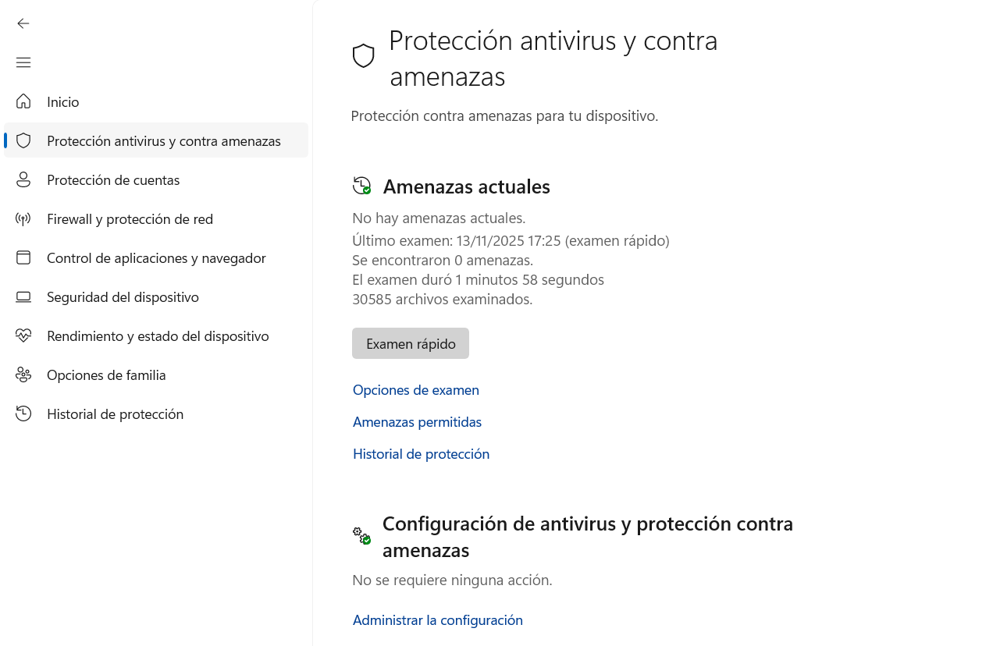 Inicio
Protección antivirus y contra amenazas
Protección de cuentas
Firewall y protección de red
Control de aplicaciones y navegador
Seguridad del dispositivo
Rendimiento y estado del dispositivo
Opciones de familia
Historial de protección
Protección antivirus y contra
amenazas
Protección contra amenazas para tu dispositivo.
Amenazas actuales
No hay amenazas actuales.
Último examen: 13/11/2025 17:25 (examen rápido)
Se encontraron 0 amenazas.
El examen duró 1 minutos 58 segundos
30585 archivos examinados.
Examen rápido
Opciones de examen
Amenazas permitidas
Historial de protección
Configuración de antivirus y protección contra
amenazas
No se requiere ninguna acción.
Administrar la configuración